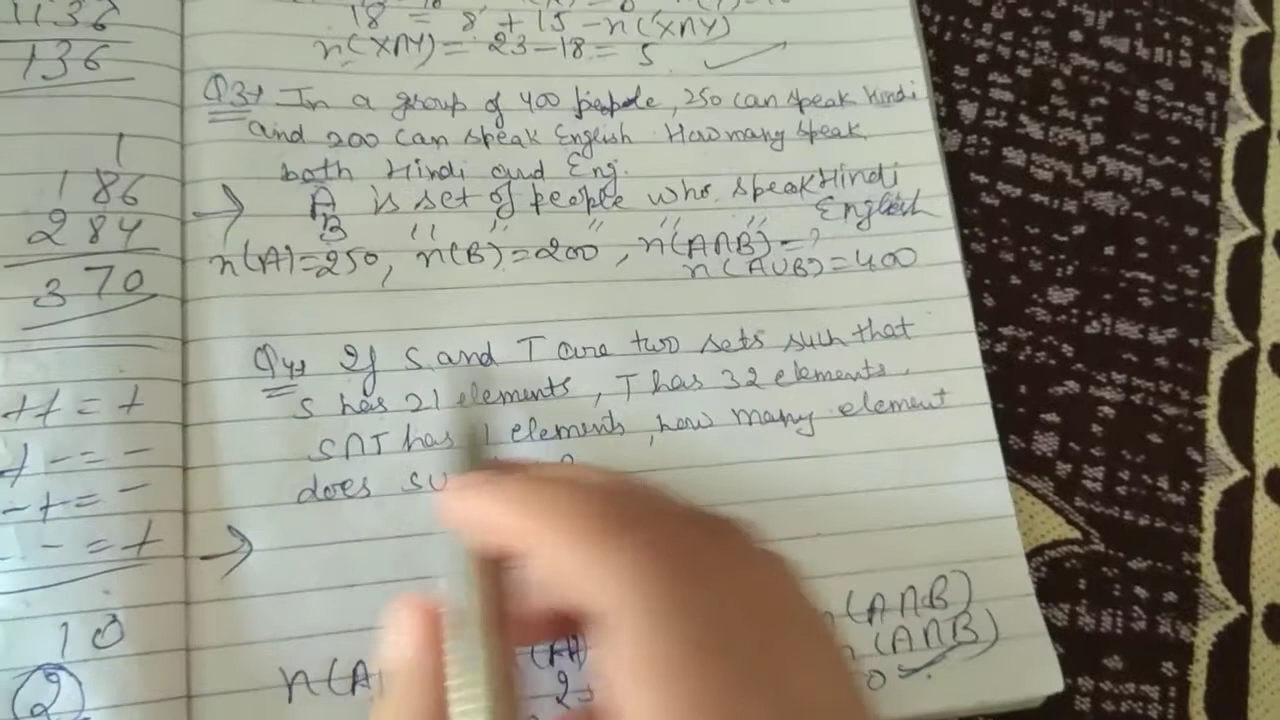 1136
136
1
186
284
370
++ = +
+ - = -
- + = -
- - = +
10
2
18 = 8 + 15 - n(X∩Y)
n(X∩Y) = 23 - 18 = 5
Q3, In a group of 400 people, 250 can speak Hindi
and 200 can speak English How many speak
both Hindi and Eng.
→ A is set of people who speak Hindi
B " " " " " English
n(A) = 250, n(B) = 200, n(A∩B) = ?
n(A∪B) = 400
Q4, If S and T are two sets such that
S has 21 elements, T has 32 elements,
S∩T has 11 elements, how many element
does
→
n(A∩B)
n(A∩B)
n(A